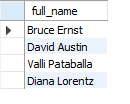 full_name
Bruce Ernst
David Austin
Valli Pataballa
Diana Lorentz